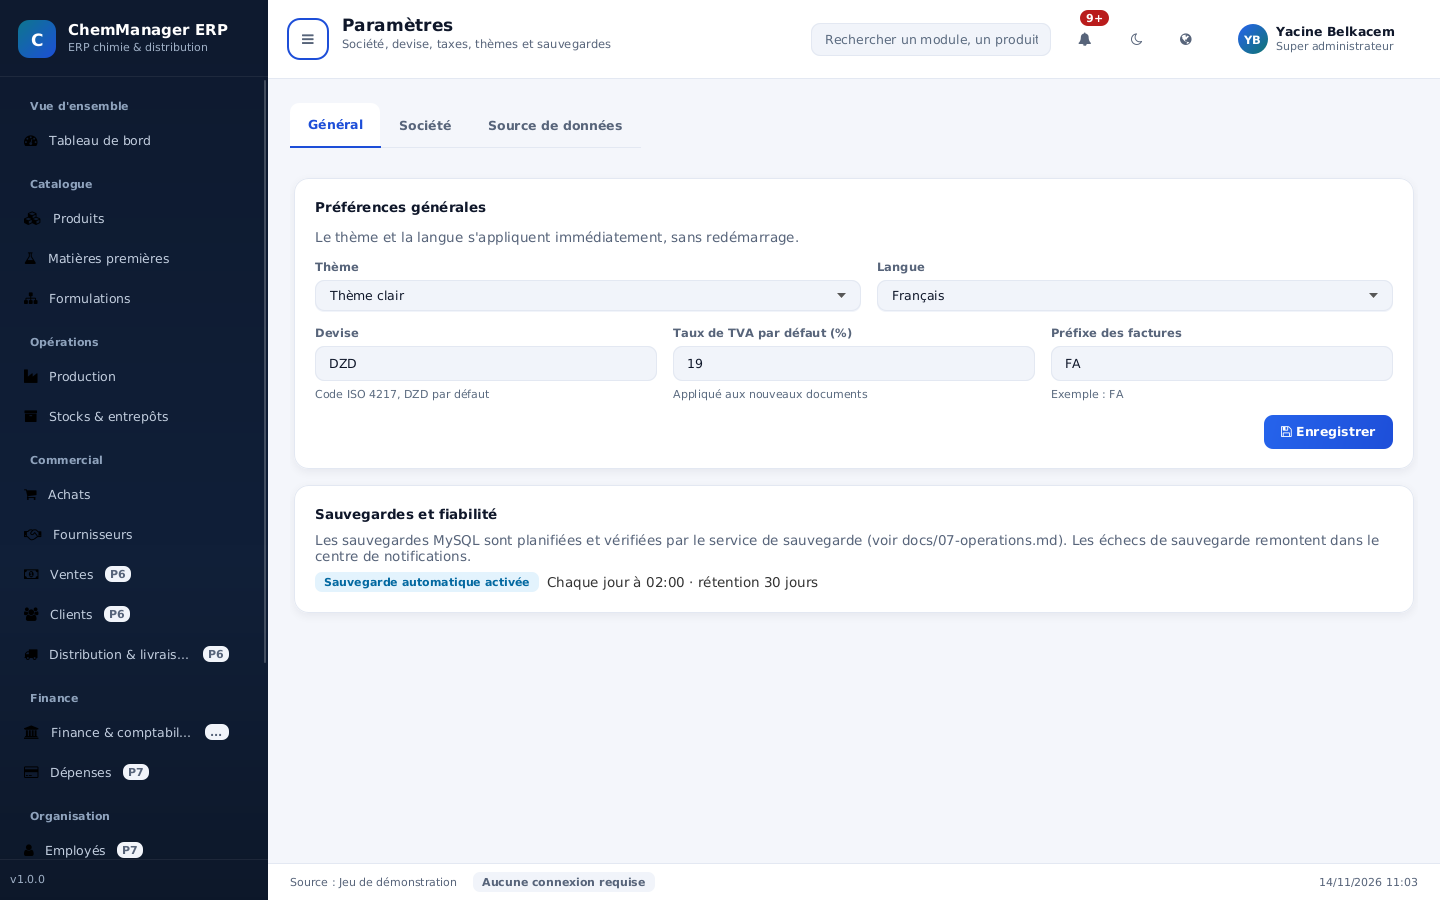 C
ChemManager ERP
ERP chimie & distribution
Vue d'ensemble
Tableau de bord
Catalogue
Produits
Matières premières
Formulations
Opérations
Production
Stocks & entrepôts
Commercial
Achats
Fournisseurs
Ventes P6
Clients P6
Distribution & livrais... P6
Finance
Finance & comptabil... ...
Dépenses P7
Organisation
Employés P7
v1.0.0
Paramètres
Société, devise, taxes, thèmes et sauvegardes
Rechercher un module, un produit
9+
YB
Yacine Belkacem
Super administrateur
Général Société Source de données
Préférences générales
Le thème et la langue s'appliquent immédiatement, sans redémarrage.
Thème Langue
Thème clair Français
Devise Taux de TVA par défaut (%) Préfixe des factures
DZD 19 FA
Code ISO 4217, DZD par défaut Appliqué aux nouveaux documents Exemple : FA
Enregistrer
Sauvegardes et fiabilité
Les sauvegardes MySQL sont planifiées et vérifiées par le service de sauvegarde (voir docs/07-operations.md). Les échecs de sauvegarde remontent dans le
centre de notifications.
Sauvegarde automatique activée Chaque jour à 02:00 · rétention 30 jours
Source : Jeu de démonstration Aucune connexion requise 14/11/2026 11:03